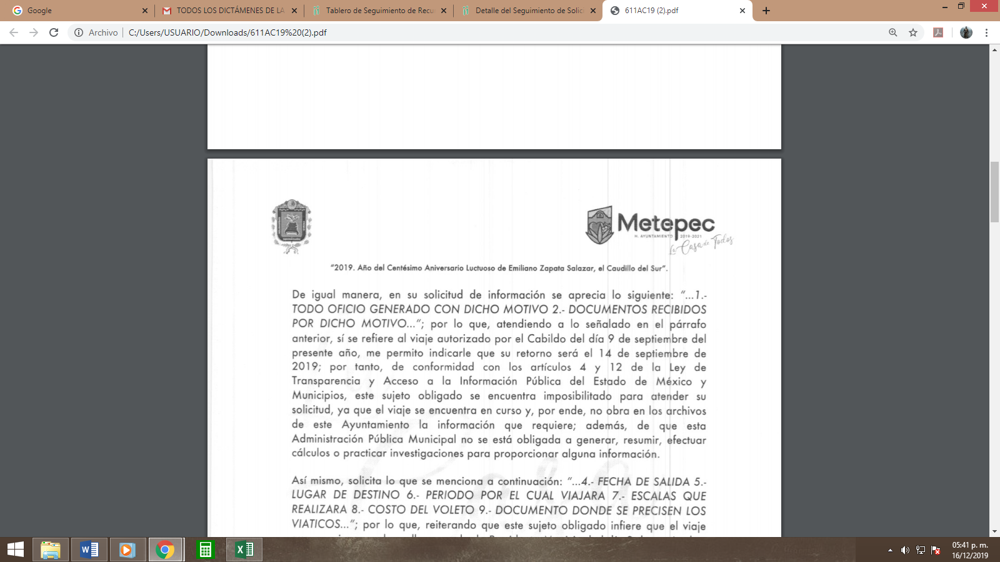 Google
TODOS LOS DICTÁMENES DE LA
Tablero de Seguimiento de Recu
Detalle del Seguimiento de Solici
611AC19 (2).pdf
Archivo
C:/Users/USUARIO/Downloads/611AC19%20(2).pdf
Metepec
H. AYUNTAMIENTO 2019-2021
La Casa de Todos
"2019. Año del Centésimo Aniversario Luctuoso de Emiliano Zapata Salazar, el Caudillo del Sur".
De igual manera, en su solicitud de información se aprecia lo siguiente: "...1.-
TODO OFICIO GENERADO CON DICHO MOTIVO 2.- DOCUMENTOS RECIBIDOS
POR DICHO MOTIVO..."; por lo que, atendiendo a lo señalado en el párrafo
anterior, sí se refiere al viaje autorizado por el Cabildo del día 9 de septiembre del
presente año, me permito indicarle que su retorno será el 14 de septiembre de
2019; por tanto, de conformidad con los artículos 4 y 12 de la Ley de
Transparencia y Acceso a la Información Pública del Estado de México y
Municipios, este sujeto obligado se encuentra imposibilitado para atender su
solicitud, ya que el viaje se encuentra en curso y, por ende, no obra en los archivos
de este Ayuntamiento la información que requiere; además, de que esta
Administración Pública Municipal no se está obligada a generar, resumir, efectuar
cálculos o practicar investigaciones para proporcionar alguna información.
Así mismo, solicita lo que se menciona a continuación: "...4.- FECHA DE SALIDA 5.-
LUGAR DE DESTINO 6.- PERIODO POR EL CUAL VIAJARA 7.- ESCALAS QUE
REALIZARA 8.- COSTO DEL VOLETO 9.- DOCUMENTO DONDE SE PRECISEN LOS
VIATICOS..."; por lo que, reiterando que este sujeto obligado infiere que el viaje
05:41 p. m.
16/12/2019